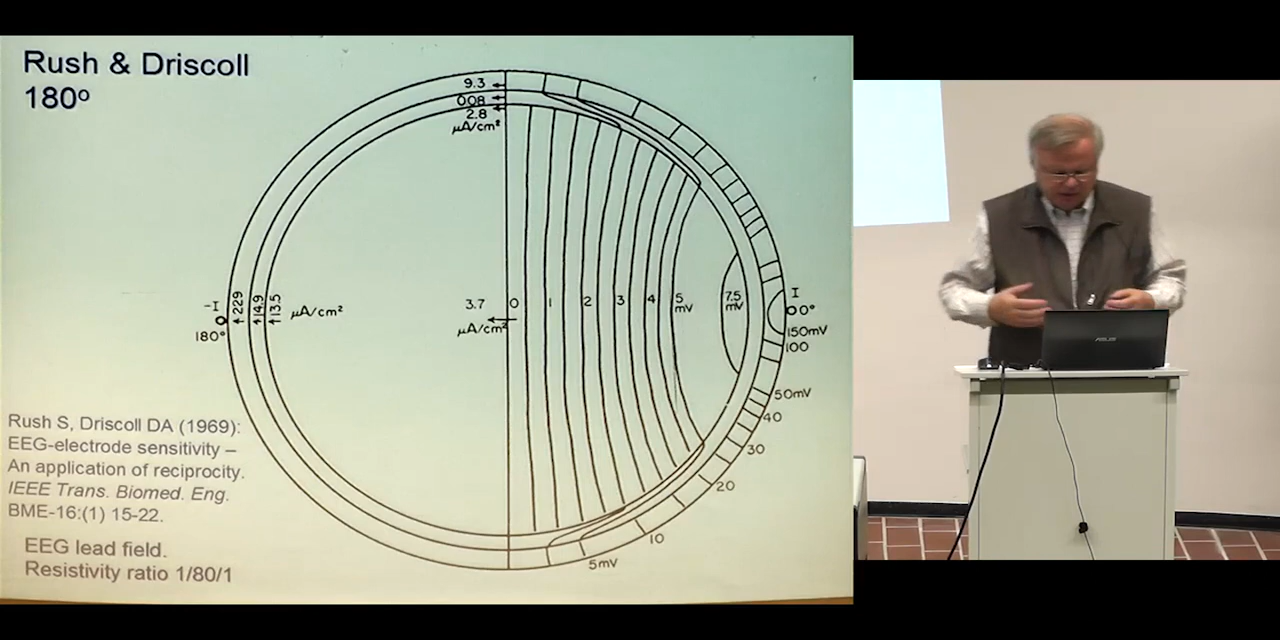 Rush & Driscoll
180°
9.3
008
2.8
µA/cm²
-I
180°
229
14.9
13.5
µA/cm²
3.7
µA/cm²
0
1
2
3
4
5
mV
7.5
mV
I
0°
150mV
100
50mV
40
30
20
10
5mV
Rush S, Driscoll DA (1969):
EEG-electrode sensitivity –
An application of reciprocity.
IEEE Trans. Biomed. Eng.
BME-16:(1) 15-22.
EEG lead field.
Resistivity ratio 1/80/1
ASUS